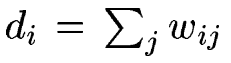 d_i = \sum_j w_{ij}